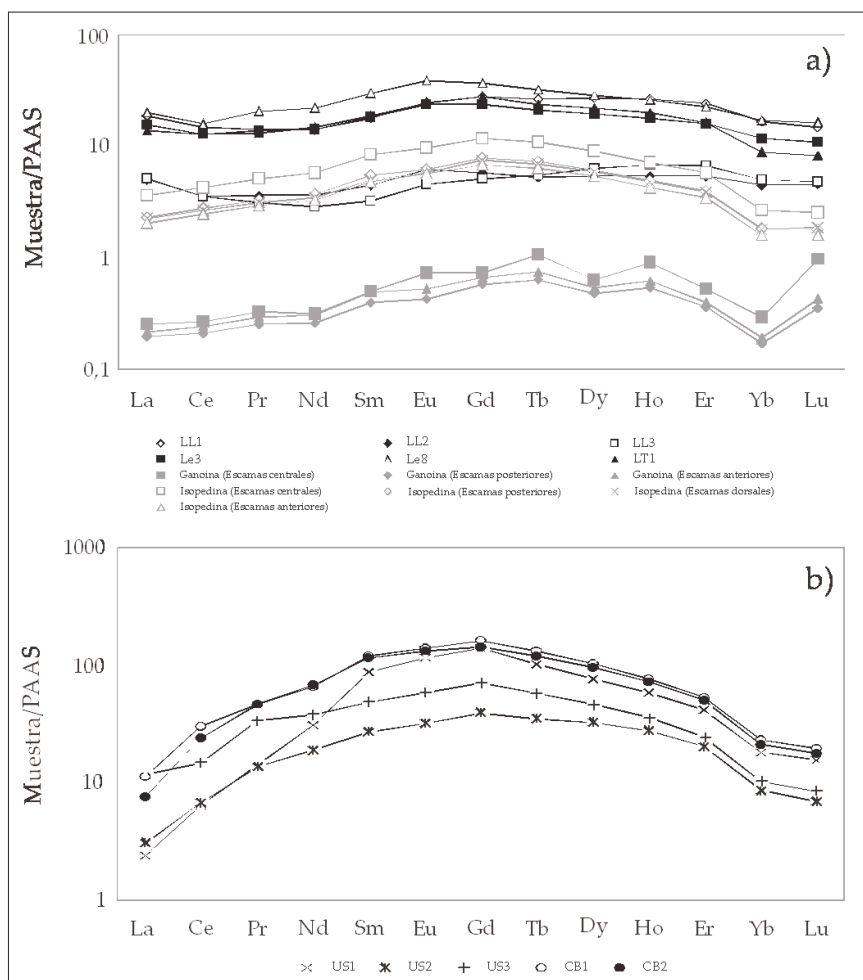 a)
Muestra/PAAS
100
10
1
0,1
La Ce Pr Nd Sm Eu Gd Tb Dy Ho Er Yb Lu
LL1 LL2 LL3
Le3 Le8 LT1
Ganoina (Escamas centrales) Ganoina (Escamas posteriores) Ganoina (Escamas anteriores)
Isopedina (Escamas centrales) Isopedina (Escamas posteriores) Isopedina (Escamas dorsales)
Isopedina (Escamas anteriores)
b)
Muestra/PAAS
1000
100
10
1
La Ce Pr Nd Sm Eu Gd Tb Dy Ho Er Yb Lu
US1 US2 US3 CB1 CB2